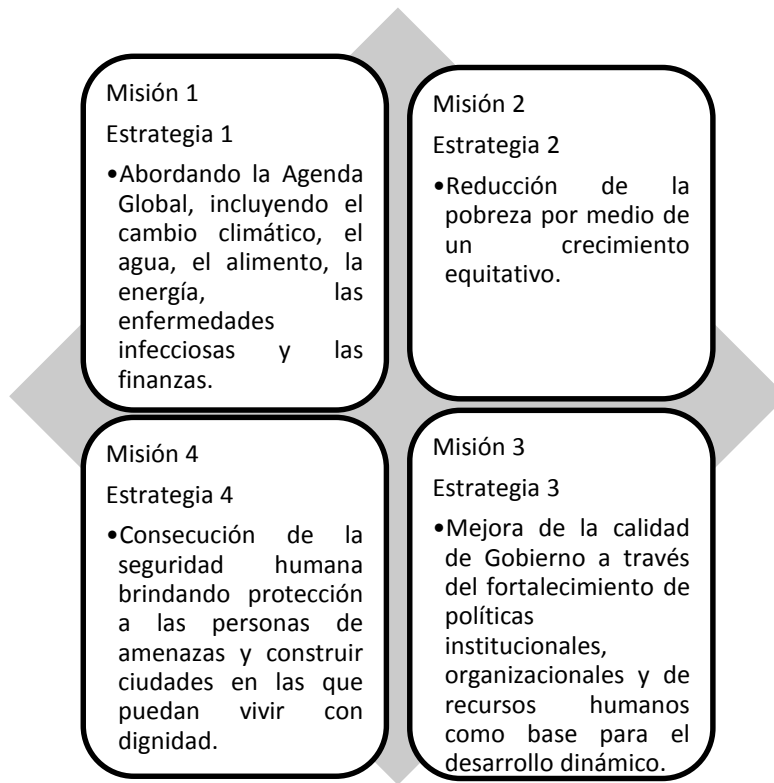 Misión 1
Estrategia 1
•Abordando la Agenda
Global, incluyendo el
cambio climático, el
agua, el alimento, la
energía, las
enfermedades
infecciosas y las
finanzas.
Misión 2
Estrategia 2
•Reducción de la
pobreza por medio de
un crecimiento
equitativo.
Misión 4
Estrategia 4
•Consecución de la
seguridad humana
brindando protección
a las personas de
amenazas y construir
ciudades en las que
puedan vivir con
dignidad.
Misión 3
Estrategia 3
•Mejora de la calidad
de Gobierno a través
del fortalecimiento de
políticas
institucionales,
organizacionales y de
recursos humanos
como base para el
desarrollo dinámico.